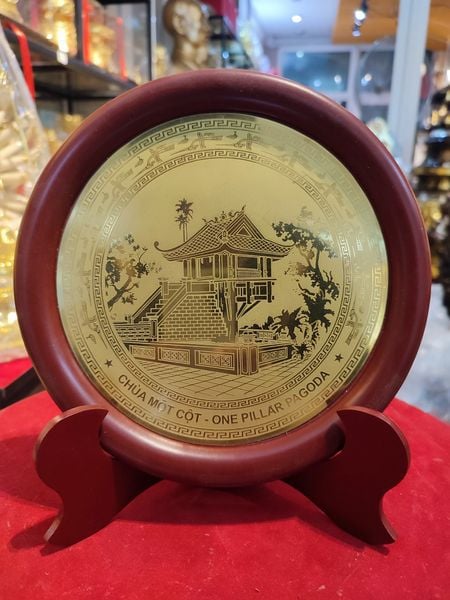 ★ CHÙA MỘT CỘT - ONE PILLAR PAGODA ★